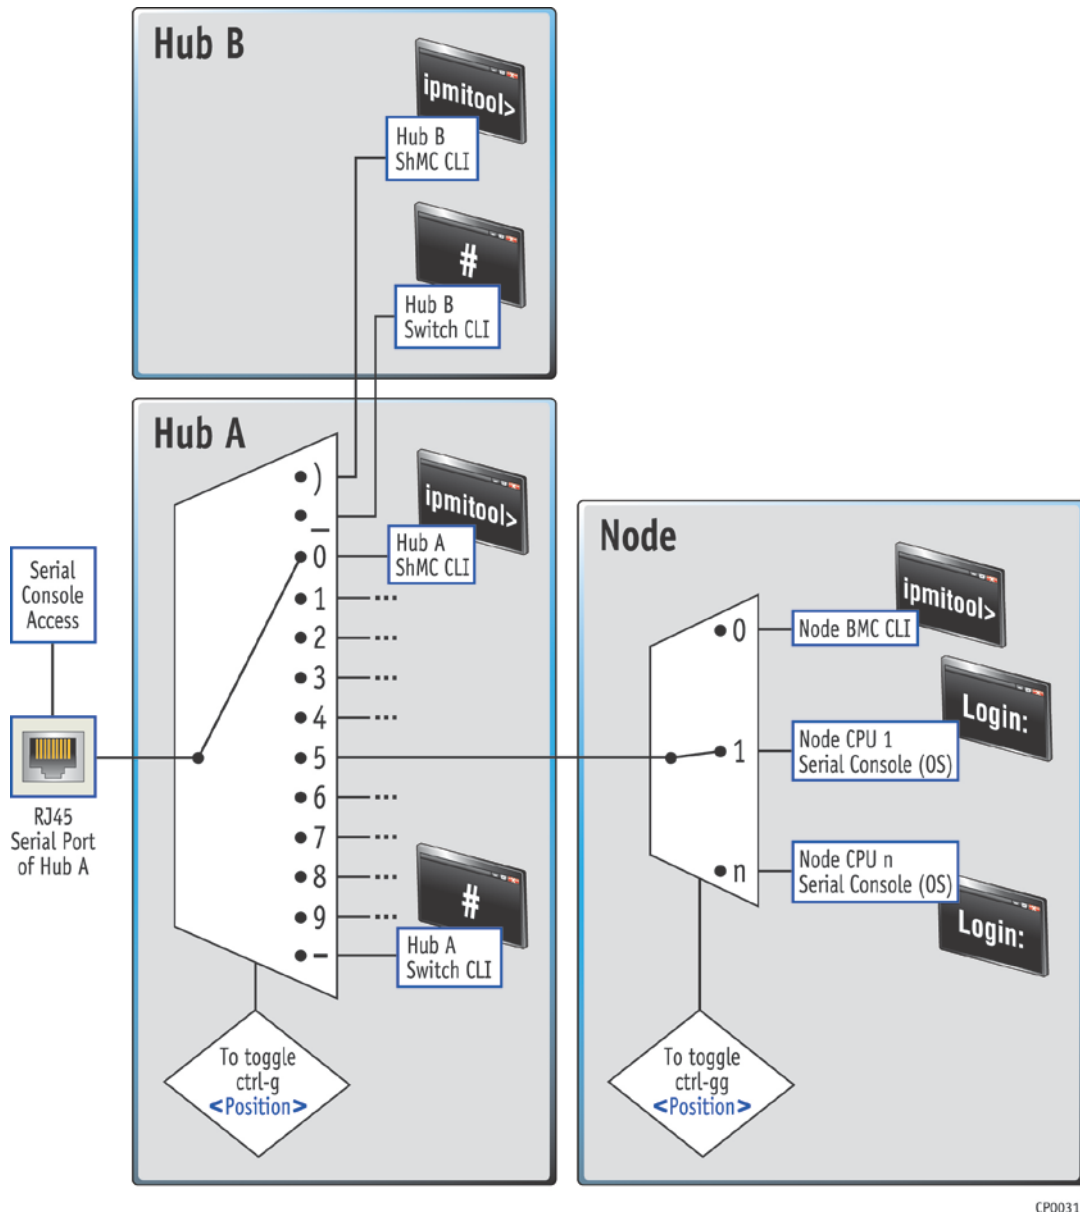 Hub B
ipmitool>
Hub B
ShMC CLI
#
Hub B
Switch CLI
Hub A
)
_
0
1 ...
2 ...
3 ...
4 ...
5
6 ...
7 ...
8 ...
9 ...
-
ipmitool>
Hub A
ShMC CLI
#
Hub A
Switch CLI
To toggle
ctrl-g
<Position>
Serial
Console
Access
RJ45
Serial Port
of Hub A
Node
0
1
n
ipmitool>
Node BMC CLI
Login:
Node CPU 1
Serial Console (OS)
Node CPU n
Serial Console (OS)
Login:
To toggle
ctrl-gg
<Position>
CP0031